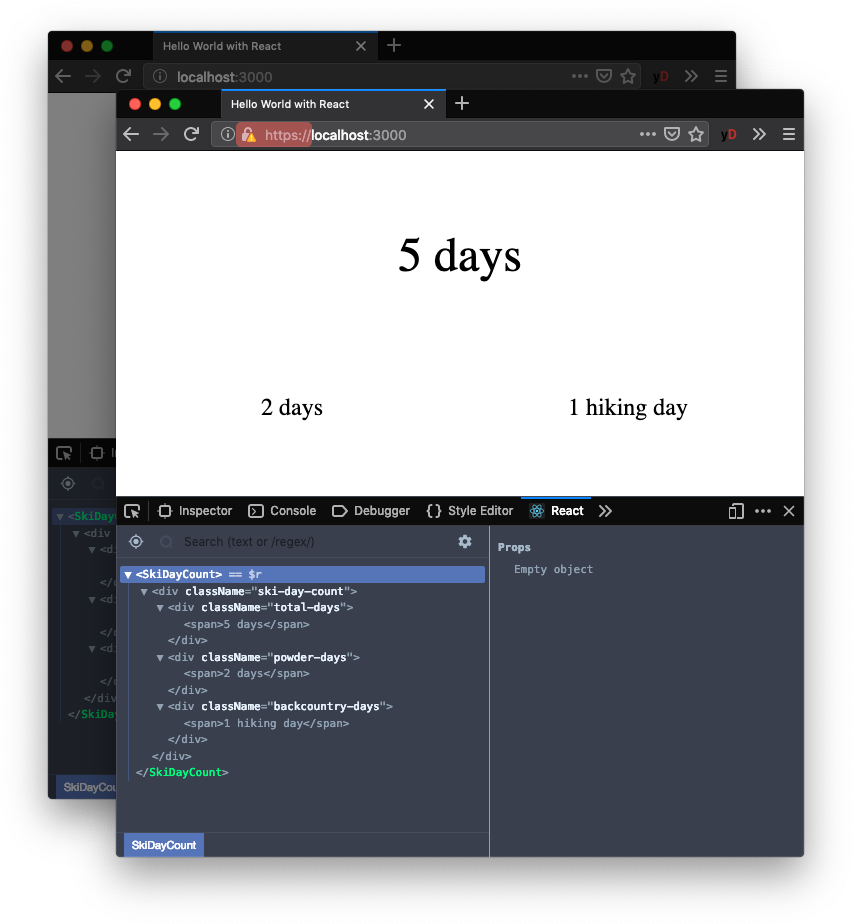 Hello World with React
localhost:3000
yD
Hello World with React
https://localhost:3000
yD
5 days
2 days
1 hiking day
Inspector
Console
Debugger
{} Style Editor
React
Search (text or /regex/)
Props
Empty object
<SkiDayCount> == $r
<div className="ski-day-count">
<div className="total-days">
<span>5 days</span>
</div>
<div className="powder-days">
<span>2 days</span>
</div>
<div className="backcountry-days">
<span>1 hiking day</span>
</div>
</div>
</SkiDayCount>
SkiDayCount
<SkiDay
<div
<d
</
<d
</
<d
</
</div
</SkiDa
SkiDayCou